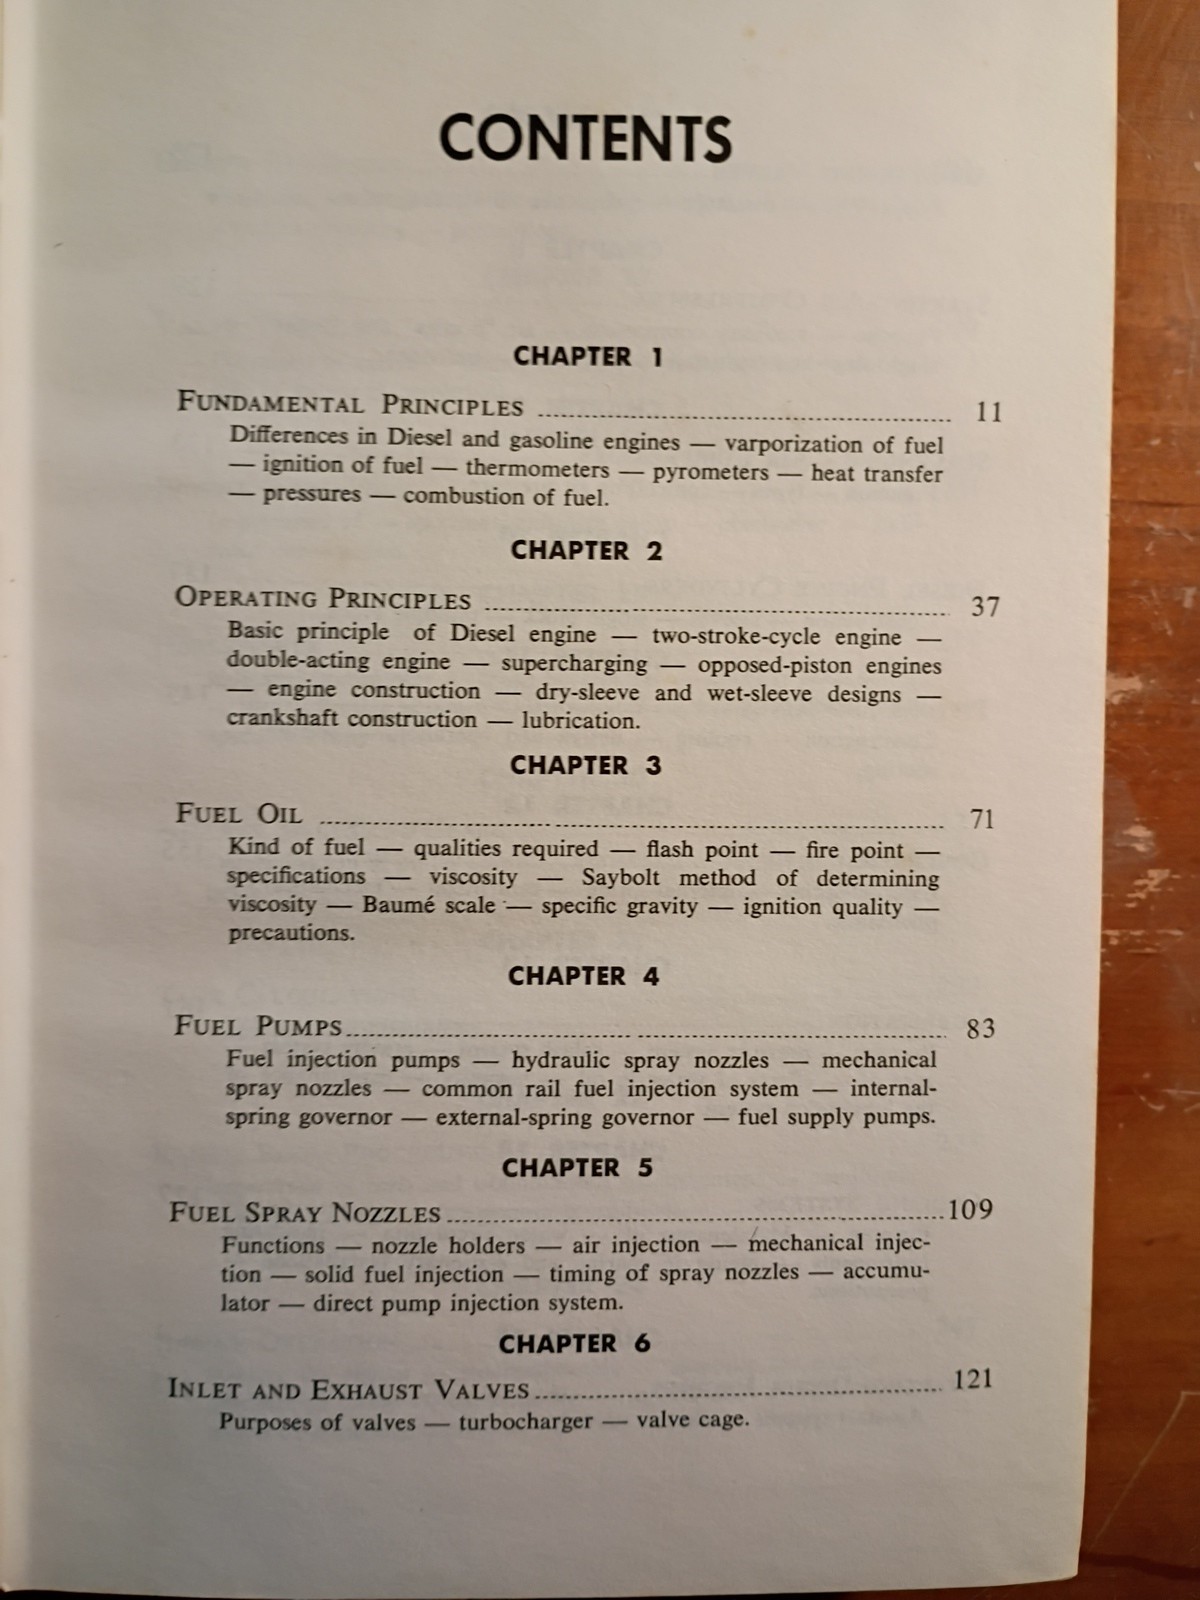 CONTENTS
CHAPTER 1
FUNDAMENTAL PRINCIPLES ........ 11
Differences in Diesel and gasoline engines — varporization of fuel
— ignition of fuel — thermometers — pyrometers — heat transfer
— pressures — combustion of fuel.
CHAPTER 2
OPERATING PRINCIPLES ........ 37
Basic principle of Diesel engine — two-stroke-cycle engine —
double-acting engine — supercharging — opposed-piston engines
— engine construction — dry-sleeve and wet-sleeve designs —
crankshaft construction — lubrication.
CHAPTER 3
FUEL OIL ........ 71
Kind of fuel — qualities required — flash point — fire point —
specifications — viscosity — Saybolt method of determining
viscosity — Baumé scale — specific gravity — ignition quality —
precautions.
CHAPTER 4
FUEL PUMPS ........ 83
Fuel injection pumps — hydraulic spray nozzles — mechanical
spray nozzles — common rail fuel injection system — internal-
spring governor — external-spring governor — fuel supply pumps.
CHAPTER 5
FUEL SPRAY NOZZLES ........ 109
Functions — nozzle holders — air injection — mechanical injec-
tion — solid fuel injection — timing of spray nozzles — accumu-
lator — direct pump injection system.
CHAPTER 6
INLET AND EXHAUST VALVES ........ 121
Purposes of valves — turbocharger — valve cage.